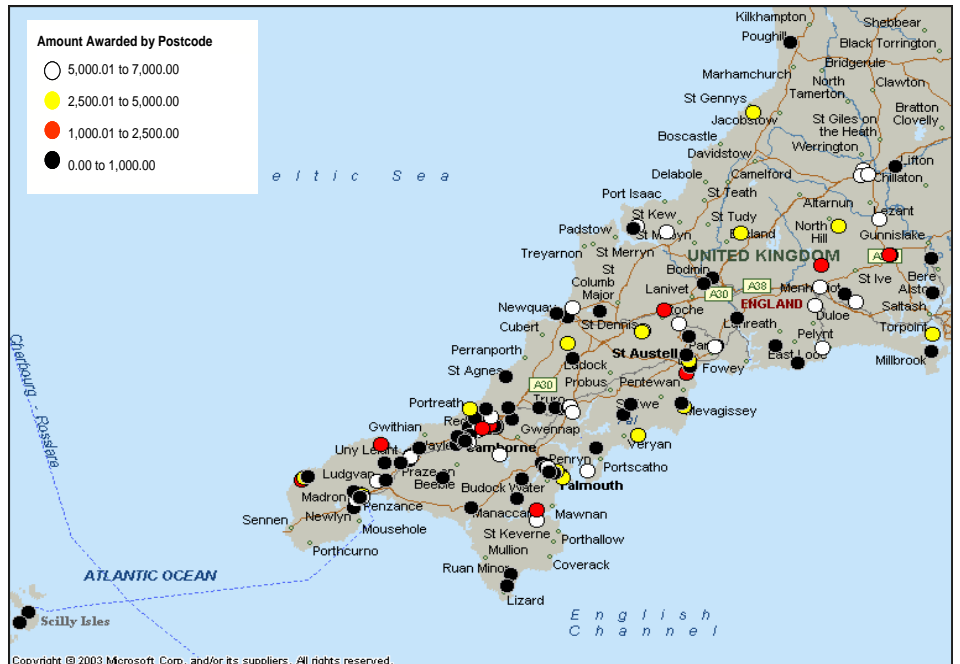 Amount Awarded by Postcode
5,000.01 to 7,000.00
2,500.01 to 5,000.00
1,000.01 to 2,500.00
0.00 to 1,000.00
Kilkhampton
Shebbear
Poughill
Black Torrington
Bridgerule
Marhamchurch
North
Tamerton
Clawton
St Gennys
Jacobstow
Bratton
Clovelly
St Giles on
the Heath
Boscastle
Werrington
Davidstow
Lifton
Camelford
Delabole
Chillaton
St Teath
Port Isaac
Altarnun
Lezant
St Kew
St Tudy
North
Hill
Padstow
Gunnislake
St Merryn
Treyarnon
UNITED KINGDOM
St
Columb
Major
Bodmin
St Ive
Bere
Lanivet
A30
A38
ENGLAND
Saltash
Newquay
Duloe
Cubert
St Dennis
Lanreath
Torpoint
Pelynt
Perranporth
St Austell
East Looe
Millbrook
Ladock
Fowey
St Agnes
A30
Probus
Pentewan
Truro
Portreath
Mevagissey
Gwithian
Gwennap
Veryan
Uny Lelant
Camborne
Penryn
Portscatho
Ludgvan
Praze an
Beeble
Budock Water
Falmouth
Madron
Penzance
Manaccan
Mawnan
Sennen
Newlyn
Mousehole
St Keverne
Porthallow
Porthcurno
Mullion
Coverack
Ruan Minor
Lizard
eltic Sea
Cherbourg - Rosslare
ATLANTIC OCEAN
Scilly Isles
English
Channel
Copyright © 2003 Microsoft Corp. and/or its suppliers. All rights reserved.